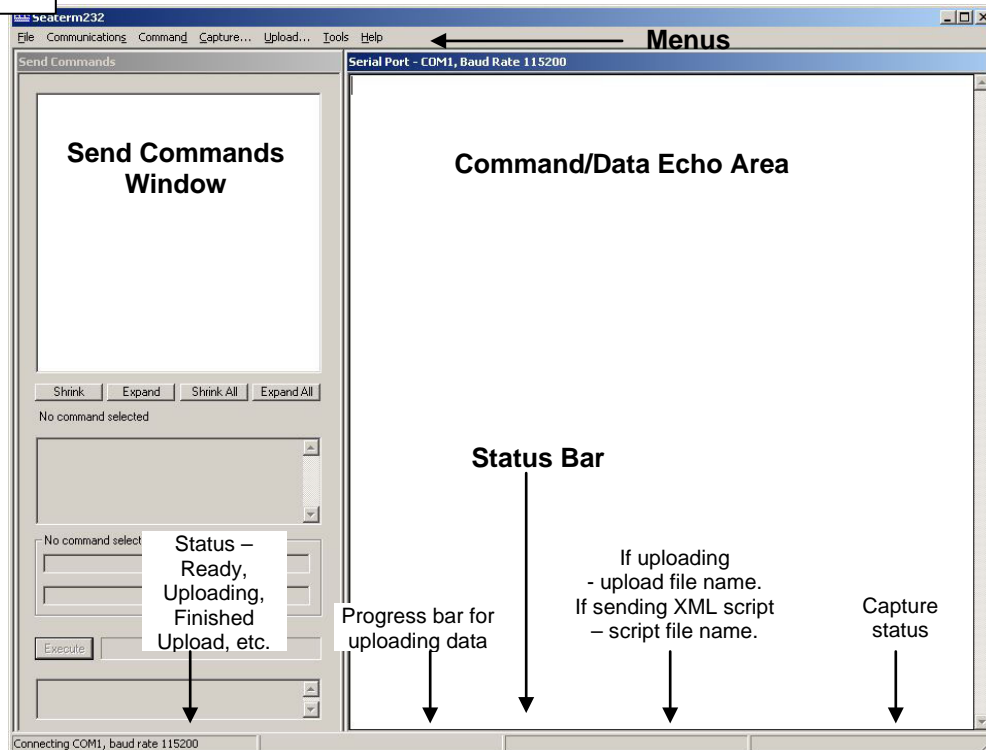 Seaterm232
File Communications Command Capture... Upload... Tools Help
Menus
Send Commands
Serial Port - COM1, Baud Rate 115200
Send Commands
Window
Command/Data Echo Area
Shrink Expand Shrink All Expand All
No command selected
Status Bar
No command select
Status –
Ready,
Uploading,
Finished
Upload, etc.
Progress bar for
uploading data
If uploading
- upload file name.
If sending XML script
– script file name.
Capture
status
Execute
Connecting COM1, baud rate 115200